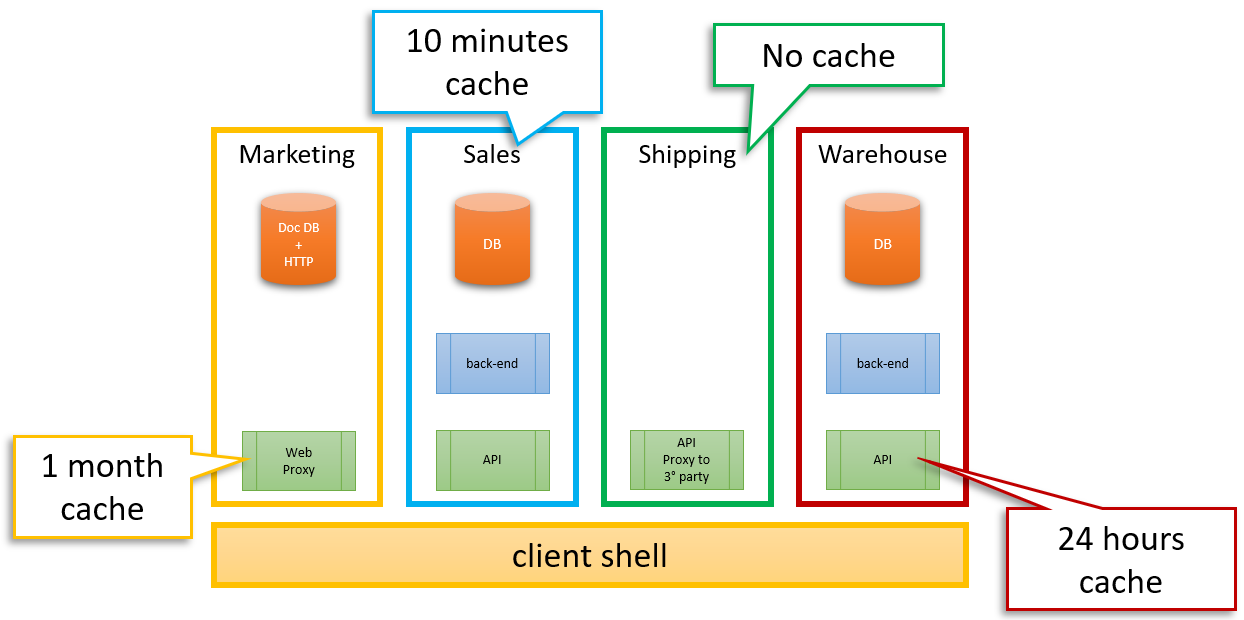 10 minutes
cache
No cache
Marketing
Sales
Shipping
Warehouse
Doc DB
+
HTTP
DB
DB
back-end
back-end
1 month
cache
Web
Proxy
API
API
Proxy to
3° party
API
24 hours
cache
client shell